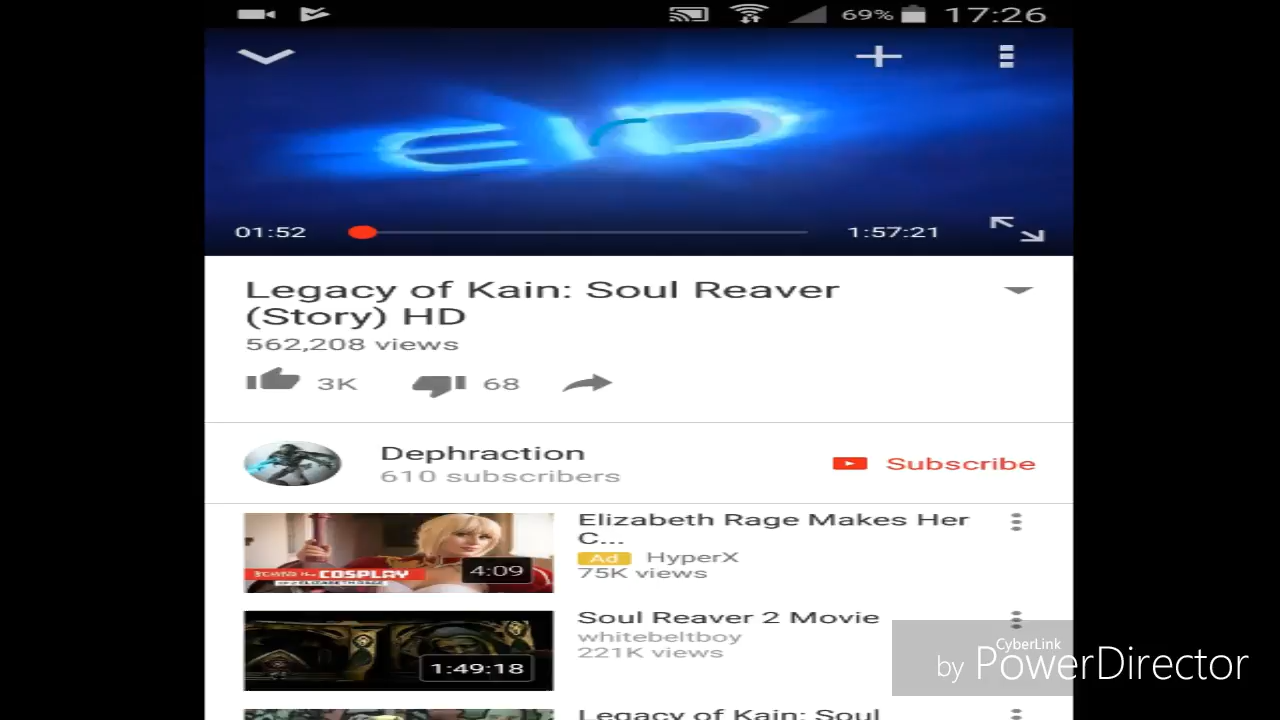 69% 17:26
01:52 1:57:21
Legacy of Kain: Soul Reaver
(Story) HD
562,208 views
3K 68
Dephraction
610 subscribers
Subscribe
Elizabeth Rage Makes Her
C...
Ad HyperX
75K views
COSPLAY
4:09
Soul Reaver 2 Movie
whitebeltboy
221K views
1:49:18
CyberLink
by PowerDirector
Legacy of Kain: Soul